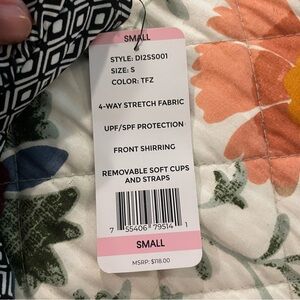 SMALL
STYLE: DI2SS001
SIZE: S
COLOR: TFZ
4-WAY STRETCH FABRIC
UPF/SPF PROTECTION
FRONT SHIRRING
REMOVABLE SOFT CUPS
AND STRAPS
7 55406 79514 1
SMALL
MSRP: $118.00